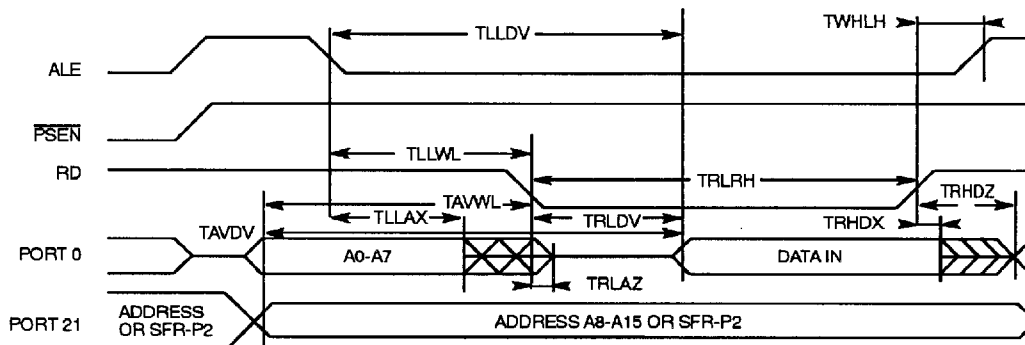 TLLDV
TWHLH
ALE
PSEN
TLLWL
RD
TRLRH
TAVWL
TRHDZ
TLLAX
TRLDV
TRHDX
TAVDV
PORT 0
A0-A7
DATA IN
TRLAZ
ADDRESS
OR SFR-P2
PORT 21
ADDRESS A8-A15 OR SFR-P2